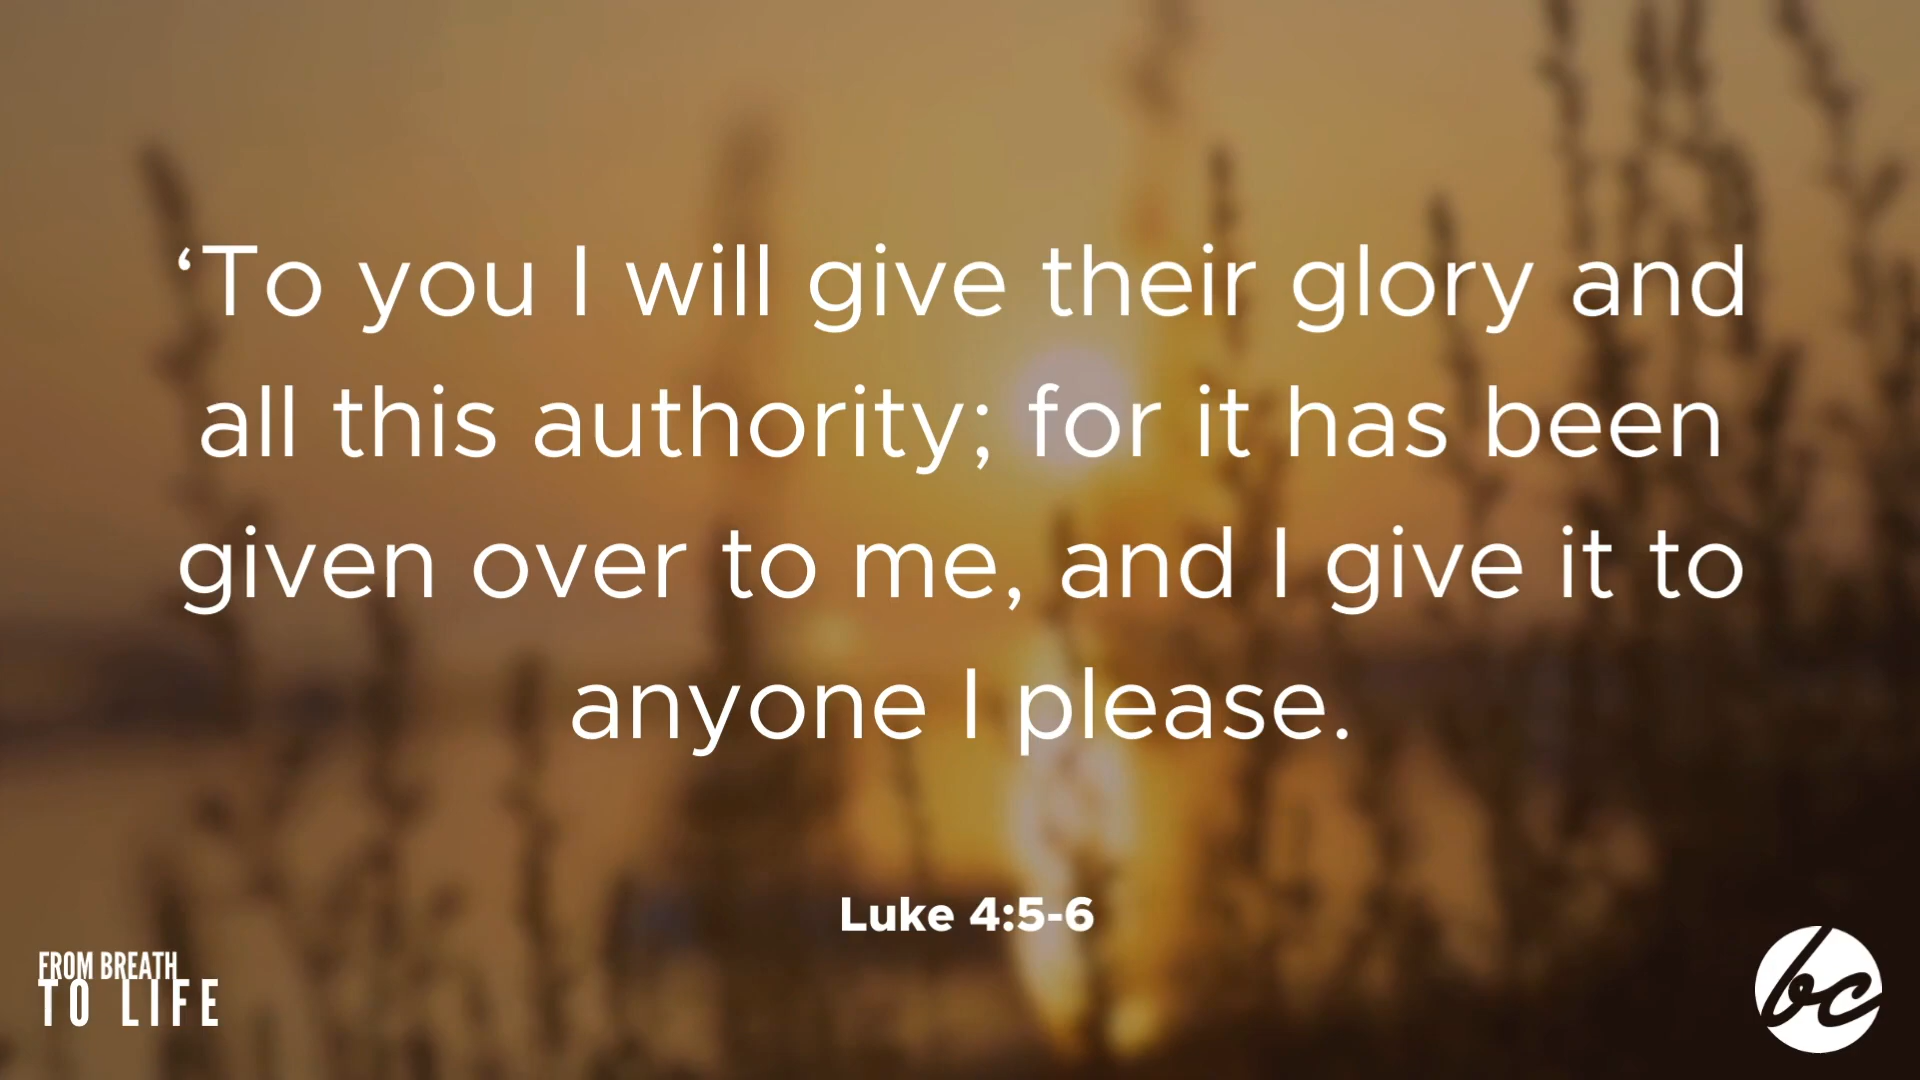 ‘To you I will give their glory and
all this authority; for it has been
given over to me, and I give it to
anyone I please.
Luke 4:5-6
FROM BREATH
TO LIFE
bc